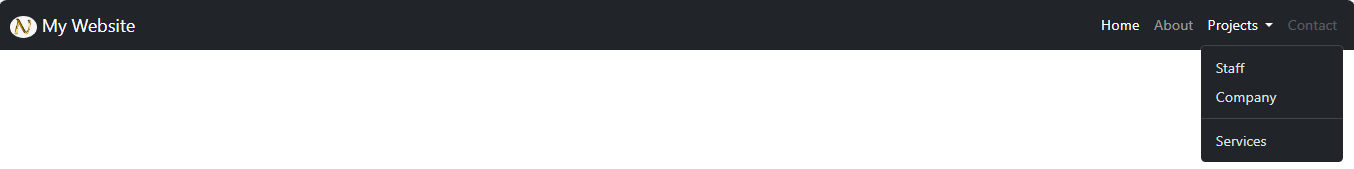 N My Website Home About Projects Contact
Staff
Company
Services